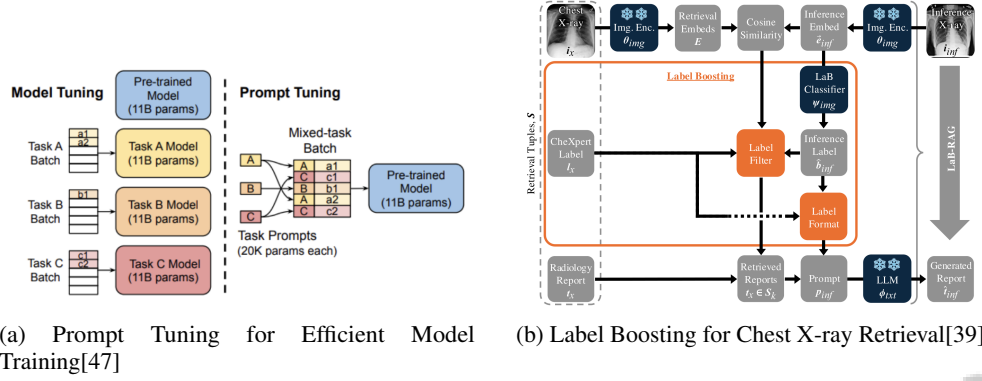 Model Tuning
Pre-trained
Model
(11B params)
Task A
Batch
a1
a2
Task A Model
(11B params)
Task B
Batch
b1
Task B Model
(11B params)
Task C
Batch
c1
c2
Task C Model
(11B params)
Prompt Tuning
Mixed-task
Batch
A
B
C
A a1
C c1
B b1
A a2
C c2
Pre-trained
Model
(11B params)
Task Prompts
(20K params each)
(a) Prompt Tuning for Efficient Model
Training[47]
Retrieval Tuples, S
Chest
X-ray
iₓ
Img. Enc.
θimg
Retrieval
Embeds
E
Cosine
Similarity
Inference
Embed
êinf
Img. Enc.
θimg
Inference
X-ray
iinf
Label Boosting
LaB
Classifier
ψimg
CheXpert
Label
lₓ
Label
Filter
Inference
Label
l̂inf
Label
Format
LaB-RAG
Radiology
Report
tₓ
Retrieved
Reports
tₓ ∈ Sₖ
Prompt
pinf
LLM
ϕtxt
Generated
Report
t̂inf
(b) Label Boosting for Chest X-ray Retrieval[39]